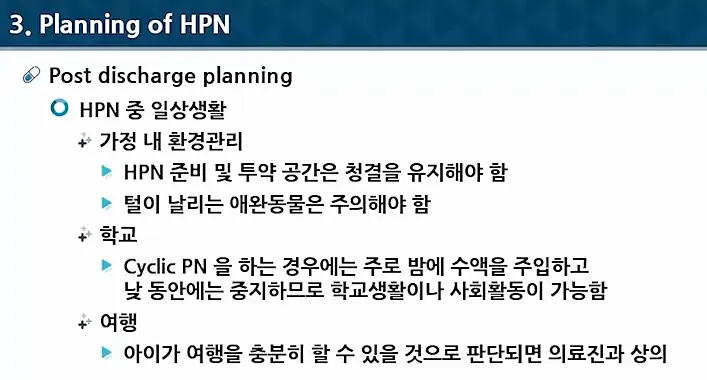 3. Planning of HPN
Post discharge planning
HPN 중 일상생활
가정 내 환경관리
HPN 준비 및 투약 공간은 청결을 유지해야 함
털이 날리는 애완동물은 주의해야 함
학교
Cyclic PN 을 하는 경우에는 주로 밤에 수액을 주입하고
낮 동안에는 중지하므로 학교생활이나 사회활동이 가능함
여행
아이가 여행을 충분히 할 수 있을 것으로 판단되면 의료진과 상의